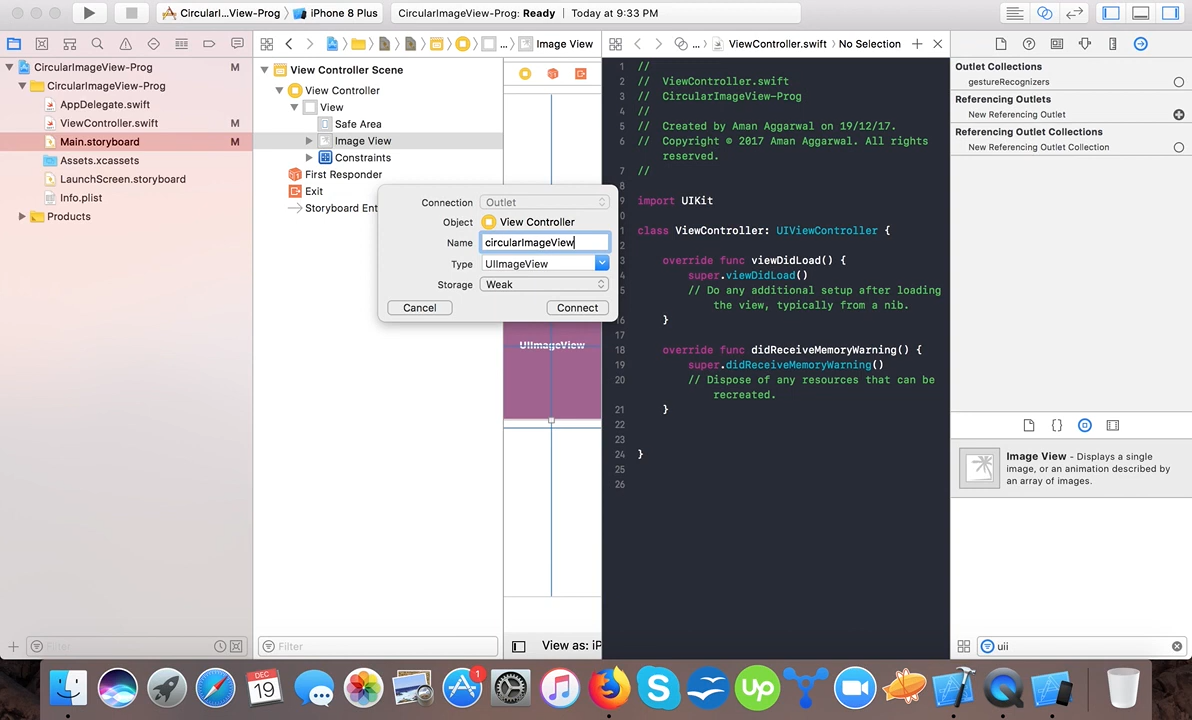 CircularI...View-Prog
iPhone 8 Plus
CircularImageView-Prog: Ready
Today at 9:33 PM
... Image View
... ViewController.swift
No Selection
CircularImageView-Prog M
CircularImageView-Prog
AppDelegate.swift
ViewController.swift M
Main.storyboard M
Assets.xcassets
LaunchScreen.storyboard
Info.plist
Products
Filter
View Controller Scene
View Controller
View
Safe Area
Image View
Constraints
First Responder
Exit
Storyboard Ent
Filter
Connection Outlet
Object View Controller
Name circularImageView
Type UIImageView
Storage Weak
Cancel Connect
UIImageView
View as: iP
1 //
2 // ViewController.swift
3 // CircularImageView-Prog
4 //
5 // Created by Aman Aggarwal on 19/12/17.
6 // Copyright © 2017 Aman Aggarwal. All rights
reserved.
7 //
8
9 import UIKit
0
1 class ViewController: UIViewController {
2
3 override func viewDidLoad() {
4 super.viewDidLoad()
5 // Do any additional setup after loading
the view, typically from a nib.
16 }
17
18 override func didReceiveMemoryWarning() {
19 super.didReceiveMemoryWarning()
20 // Dispose of any resources that can be
recreated.
21 }
22
23
24 }
25
26
Outlet Collections
gestureRecognizers
Referencing Outlets
New Referencing Outlet
Referencing Outlet Collections
New Referencing Outlet Collection
{}
Image View - Displays a single
image, or an animation described by
an array of images.
uii
DEC
19
1
S
Up